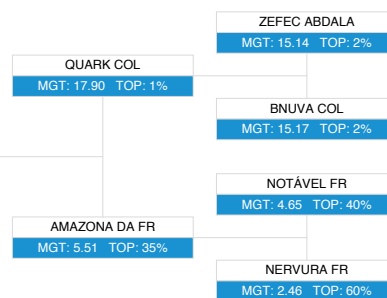 ZEFEC ABDALA
MGT: 15.14 TOP: 2%
QUARK COL
MGT: 17.90 TOP: 1%
BNUVA COL
MGT: 15.17 TOP: 2%
NOTÁVEL FR
MGT: 4.65 TOP: 40%
AMAZONA DA FR
MGT: 5.51 TOP: 35%
NERVURA FR
MGT: 2.46 TOP: 60%